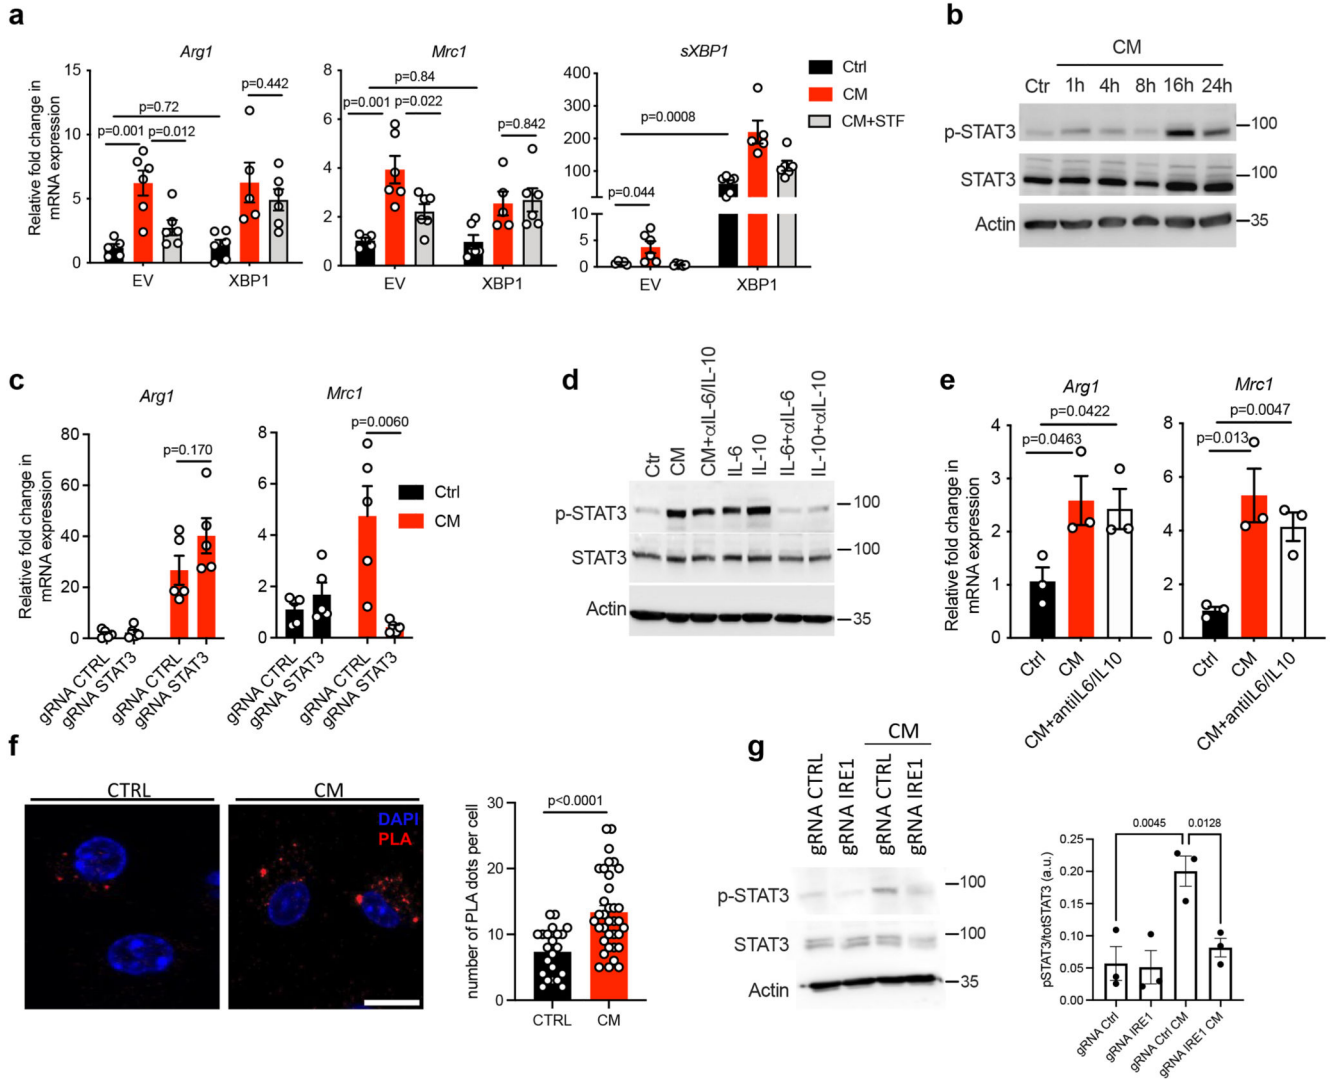 a
Arg1
Mrc1
sXBP1
Relative fold change in
mRNA expression
15
10
5
0
p=0.72
p=0.001
p=0.012
p=0.442
EV
XBP1
8
6
4
2
0
p=0.84
p=0.001
p=0.022
p=0.842
EV
XBP1
400
300
200
100
10
5
0
p=0.0008
p=0.044
EV
XBP1
Ctrl
CM
CM+STF
b
CM
Ctr 1h 4h 8h 16h 24h
p-STAT3
100
STAT3
100
Actin
35
c
Arg1
Mrc1
Relative fold change in
mRNA expression
80
60
40
20
0
p=0.170
gRNA CTRL
gRNA STAT3
gRNA CTRL
gRNA STAT3
8
6
4
2
0
p=0.0060
gRNA CTRL
gRNA STAT3
gRNA CTRL
gRNA STAT3
Ctrl
CM
d
Ctr
CM
CM+αIL-6/IL-10
IL-6
IL-10
IL-6+αIL-6
IL-10+αIL-10
p-STAT3
100
STAT3
100
Actin
35
e
Arg1
Mrc1
Relative fold change in
mRNA expression
4
3
2
1
0
p=0.0422
p=0.0463
Ctrl
CM
CM+antiIL6/IL10
8
6
4
2
0
p=0.0047
p=0.013
Ctrl
CM
CM+antiIL6/IL10
f
CTRL
CM
DAPI
PLA
number of PLA dots per cell
30
20
10
0
p<0.0001
CTRL
CM
g
CM
gRNA CTRL
gRNA IRE1
gRNA CTRL
gRNA IRE1
p-STAT3
100
STAT3
100
Actin
35
pSTAT3/totSTAT3 (a.u.)
0.25
0.20
0.15
0.10
0.05
0.00
0.0045
0.0128
gRNA Ctrl
gRNA IRE1
gRNA Ctrl CM
gRNA IRE1 CM